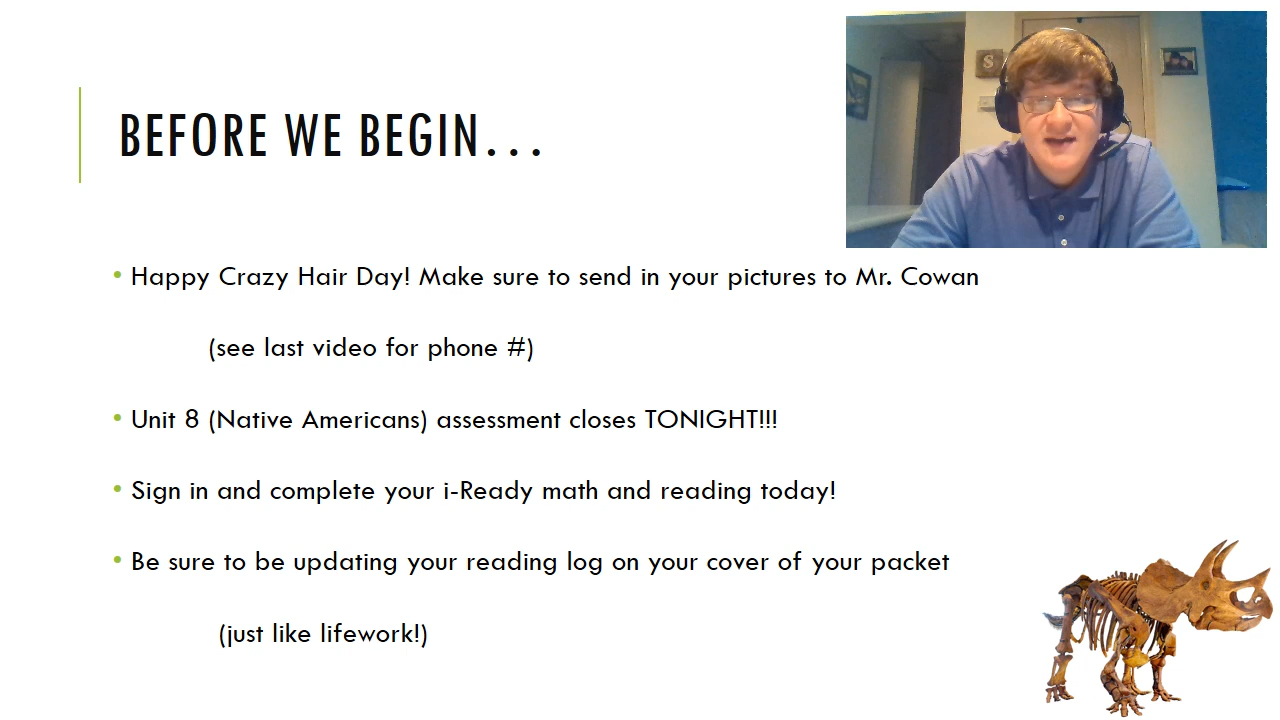 BEFORE WE BEGIN...
• Happy Crazy Hair Day! Make sure to send in your pictures to Mr. Cowan
(see last video for phone #)
• Unit 8 (Native Americans) assessment closes TONIGHT!!!
• Sign in and complete your i-Ready math and reading today!
• Be sure to be updating your reading log on your cover of your packet
(just like lifework!)
S